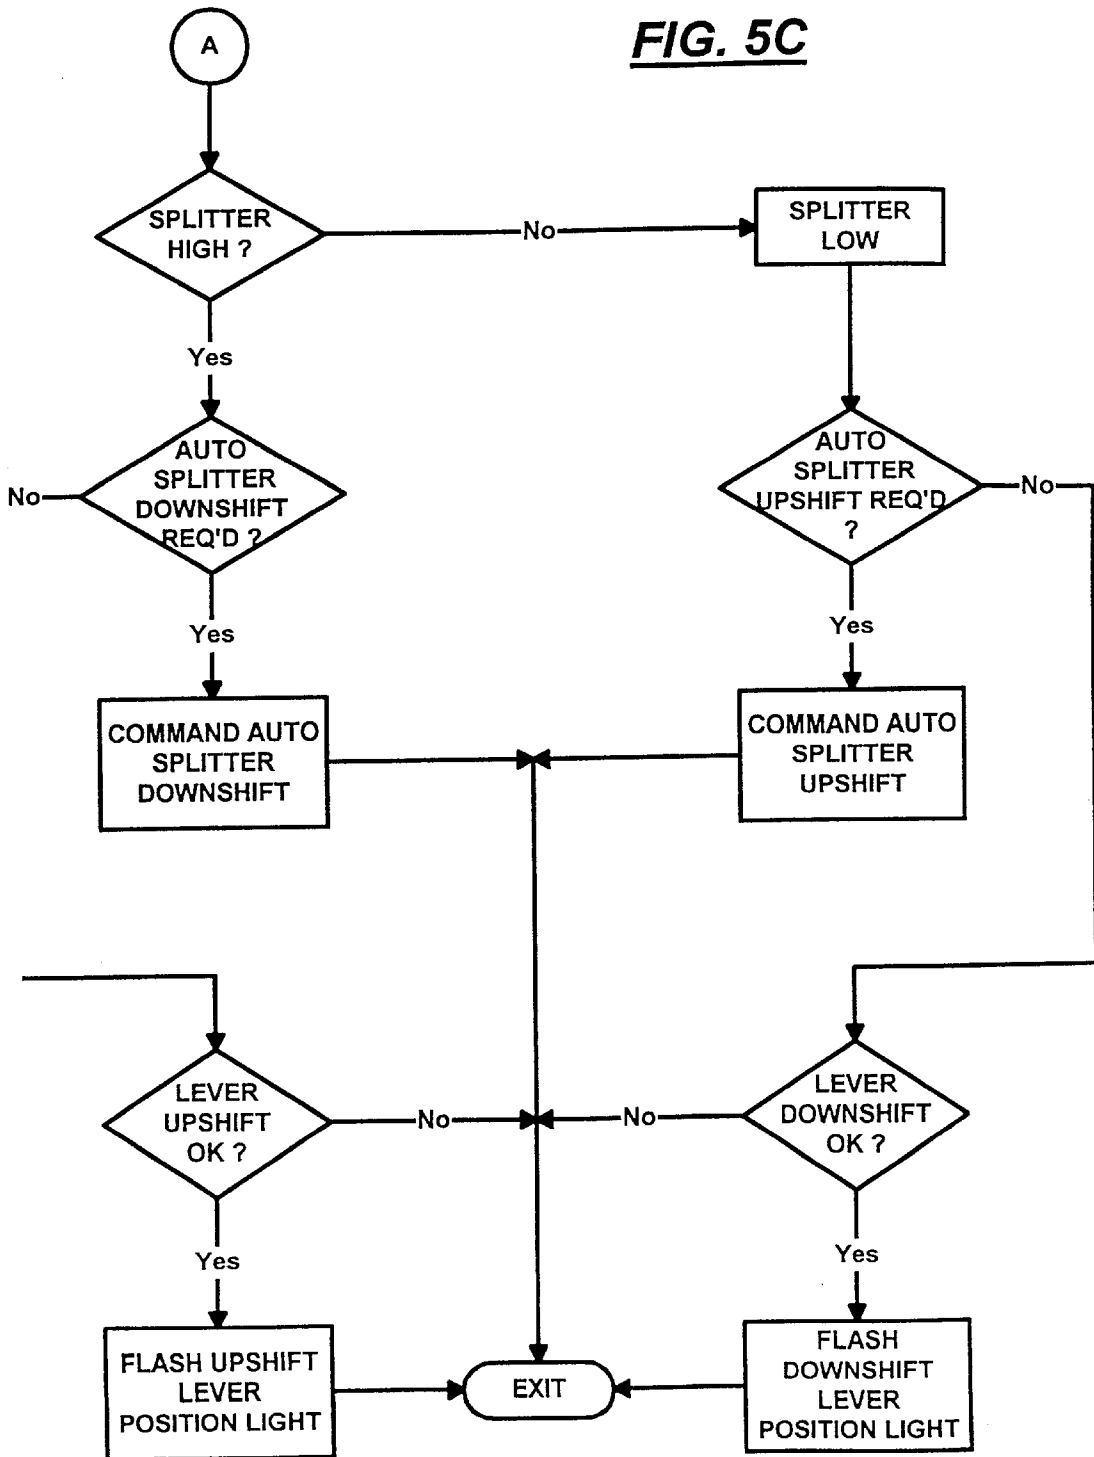 FIG. 5C
A
SPLITTER
HIGH ?
No
SPLITTER
LOW
Yes
AUTO
SPLITTER
DOWNSHIFT
REQ'D ?
No
AUTO
SPLITTER
UPSHIFT REQ'D
?
No
Yes
Yes
COMMAND AUTO
SPLITTER
DOWNSHIFT
COMMAND AUTO
SPLITTER
UPSHIFT
LEVER
UPSHIFT
OK ?
No
No
LEVER
DOWNSHIFT
OK ?
Yes
Yes
FLASH UPSHIFT
LEVER
POSITION LIGHT
EXIT
FLASH
DOWNSHIFT
LEVER
POSITION LIGHT